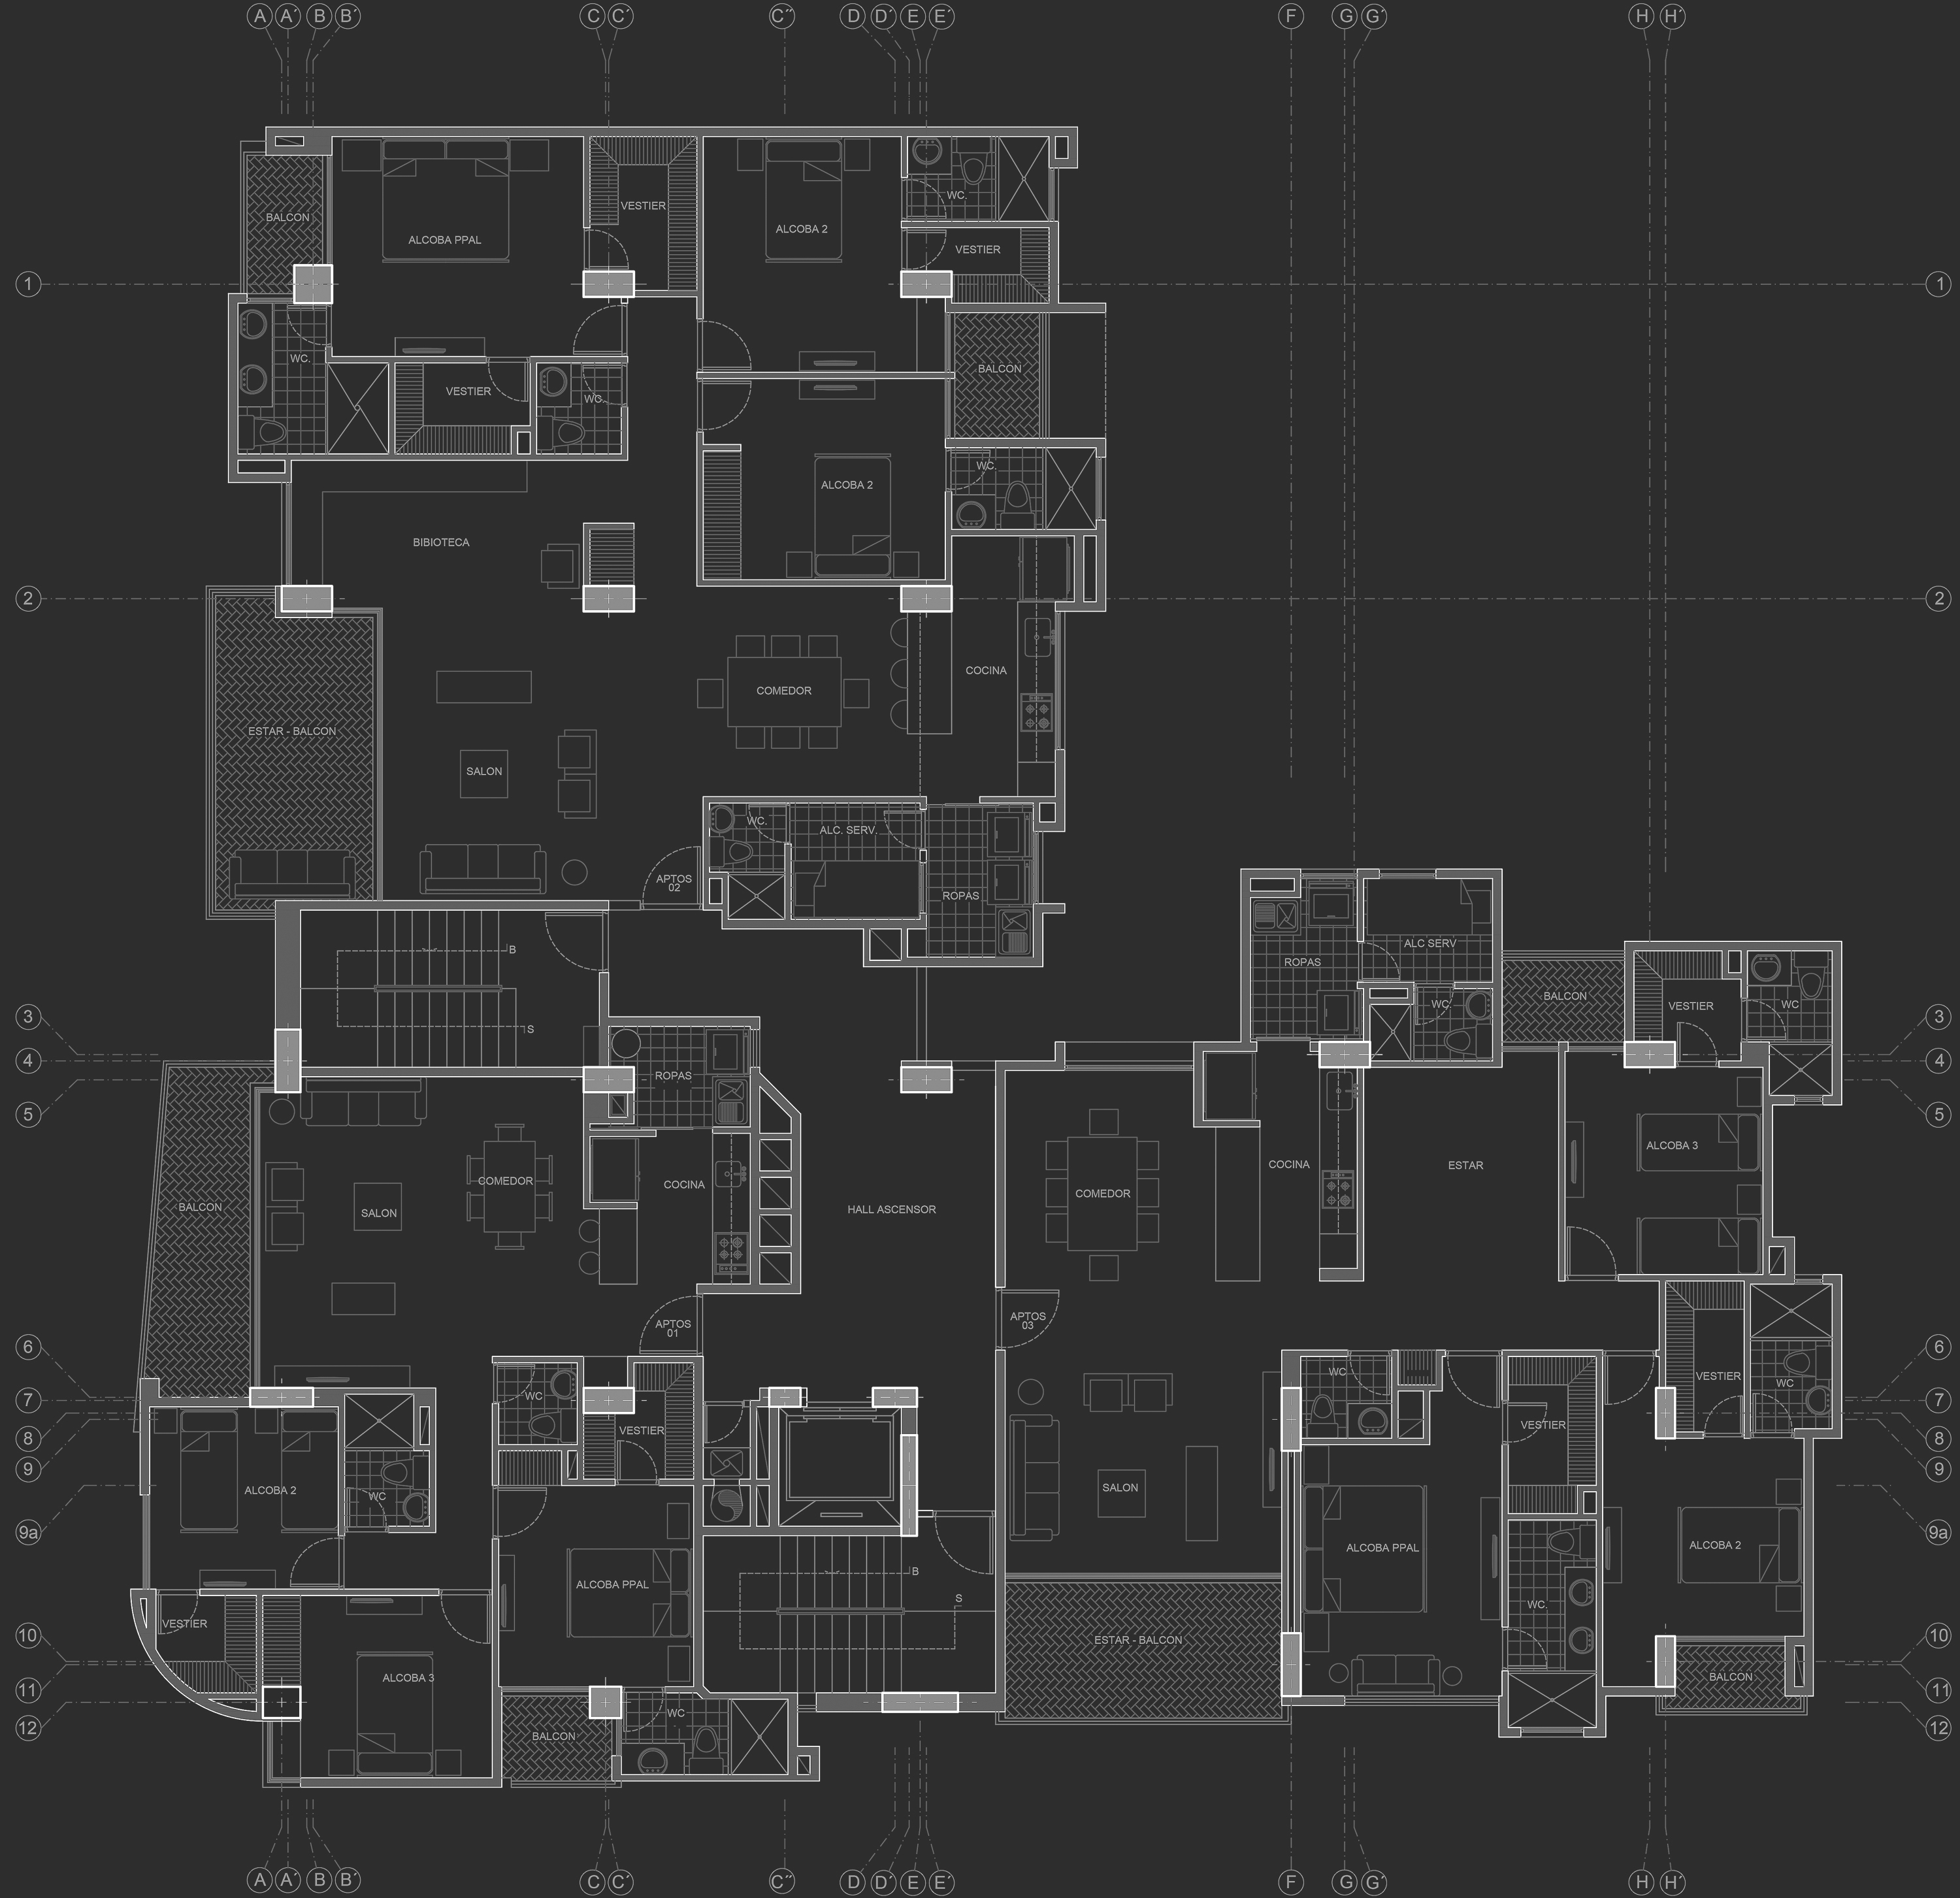 A A´ B B´ C C´ C´´ D D´ E E´ F G G´ H H´
WC.
VESTIER
BALCON
ALCOBA 2
ALCOBA PPAL
VESTIER
1 1
WC.
BALCON
VESTIER
WC.
WC.
ALCOBA 2
BIBIOTECA
2 2
COCINA
COMEDOR
ESTAR - BALCON
SALON
WC.
ALC. SERV.
APTOS
02
ROPAS
ALC SERV
B
ROPAS
BALCON
VESTIER
WC
WC
3 3
S
4 4
ROPAS
5 5
ALCOBA 3
COCINA
ESTAR
COMEDOR
COCINA
COMEDOR
BALCON
SALON
HALL ASCENSOR
APTOS
01
APTOS
03
6 6
WC
VESTIER
WC
WC
7 7
VESTIER
VESTIER
8 8
9 9
SALON
ALCOBA 2
WC
9a 9a
ALCOBA 2
ALCOBA PPAL
B
ALCOBA PPAL
S
WC.
VESTIER
10 10
ESTAR - BALCON
ALCOBA 3
BALCON
11 11
WC
12 12
BALCON
A A´ B B´ C C´ C´´ D D´ E E´ F G G´ H H´